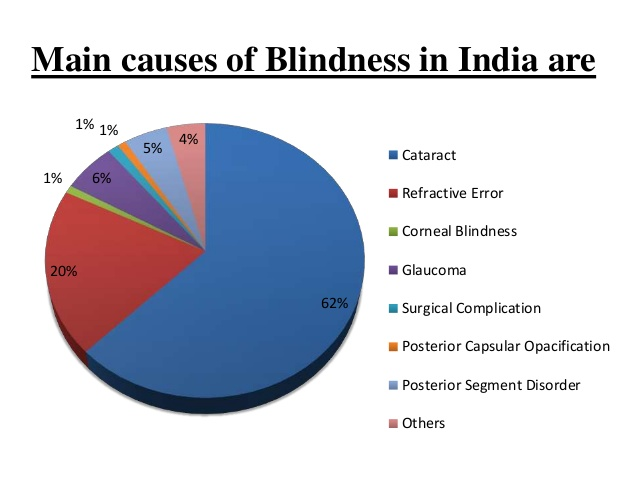 Main causes of Blindness in India are
1%
1%
4%
5%
1%
6%
20%
62%
Cataract
Refractive Error
Corneal Blindness
Glaucoma
Surgical Complication
Posterior Capsular Opacification
Posterior Segment Disorder
Others